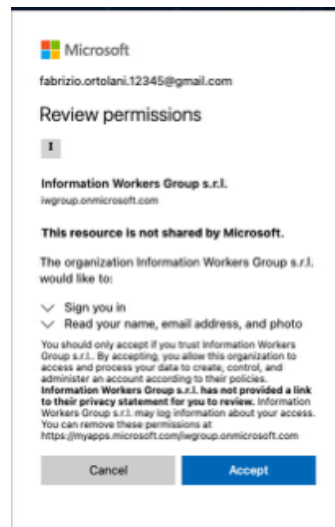 Microsoft
fabrizio.ortolani.12345@gmail.com
Review permissions
I
Information Workers Group s.r.l.
iwgroup.onmicrosoft.com
This resource is not shared by Microsoft.
The organization Information Workers Group s.r.l.
would like to:
Sign you in
Read your name, email address, and photo
You should only accept if you trust Information Workers
Group s.r.l.. By accepting, you allow this organization to
access and process your data to create, control, and
administer an account according to their policies.
Information Workers Group s.r.l. has not provided a link
to their privacy statement for you to review. Information
Workers Group s.r.l. may log information about your access.
You can remove these permissions at
https://myapps.microsoft.com/iwgroup.onmicrosoft.com
Cancel
Accept